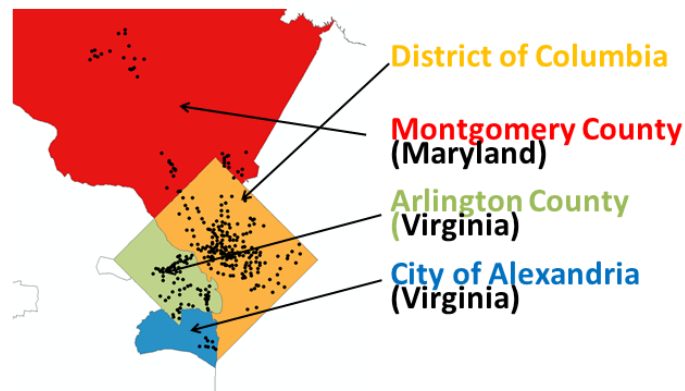 District of Columbia
Montgomery County
(Maryland)
Arlington County
(Virginia)
City of Alexandria
(Virginia)